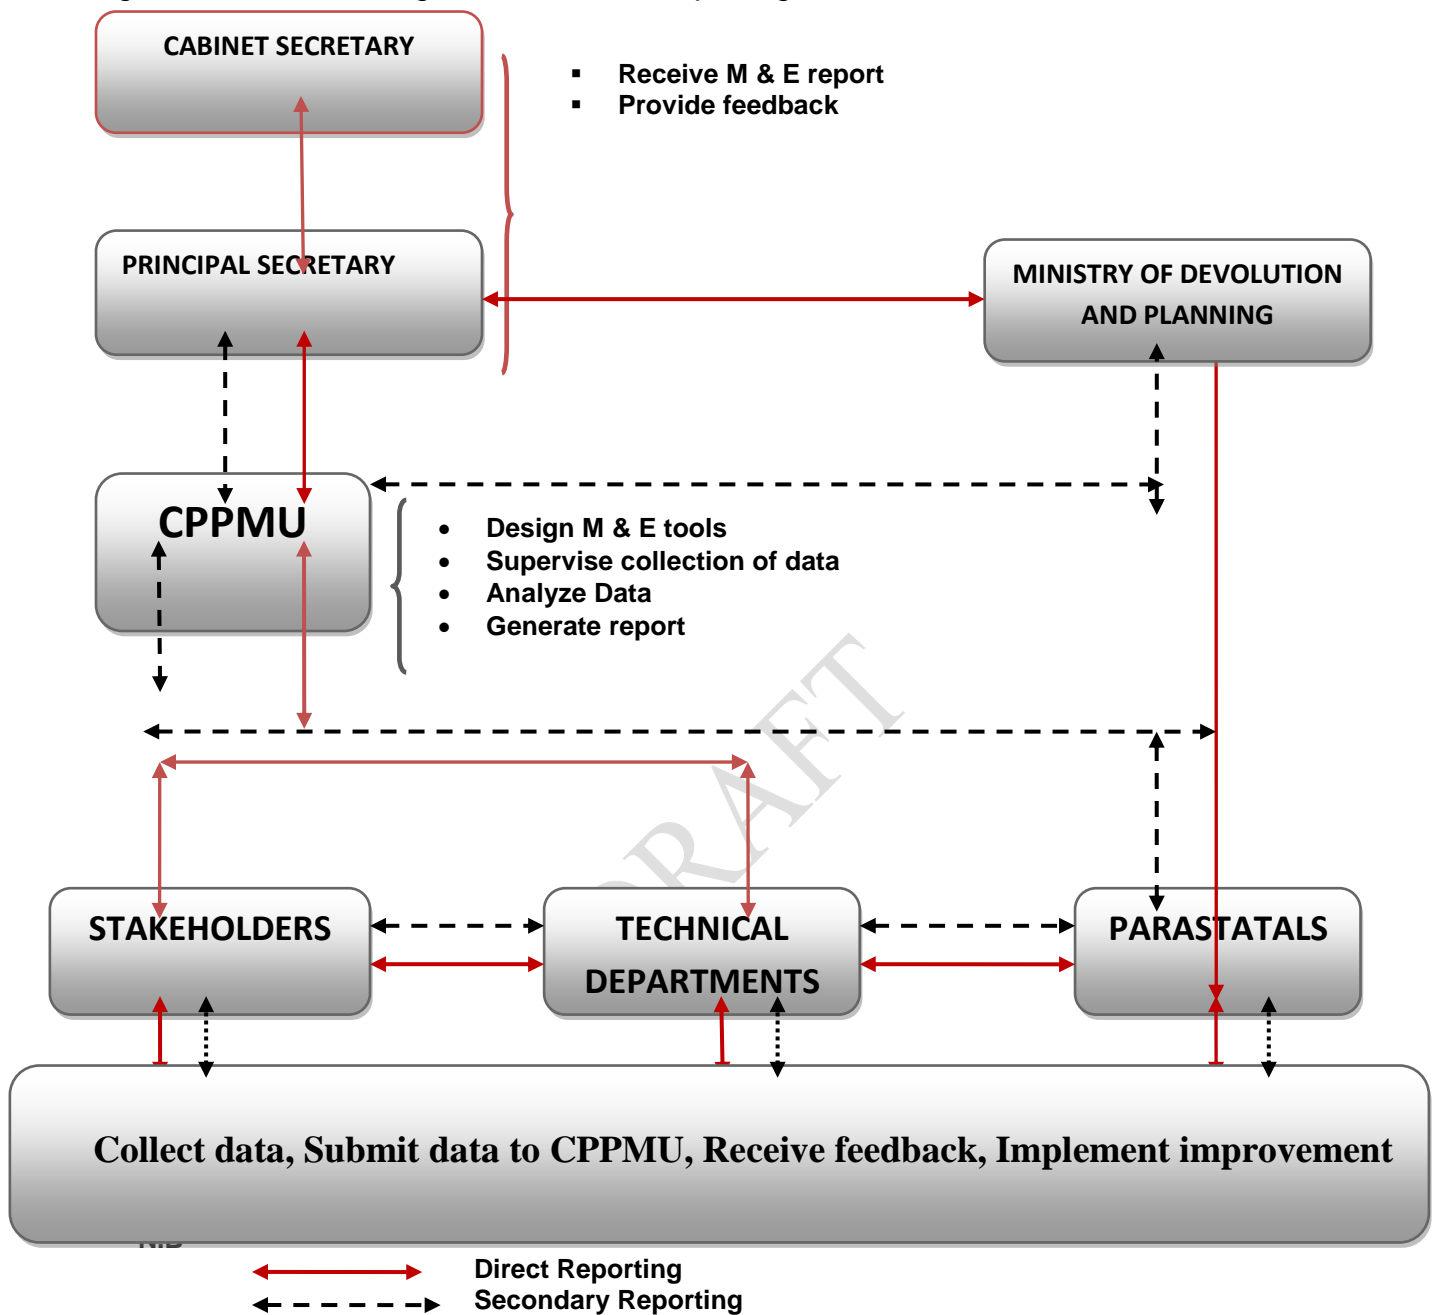 CABINET SECRETARY
▪ Receive M & E report
▪ Provide feedback
PRINCIPAL SECRETARY
MINISTRY OF DEVOLUTION
AND PLANNING
CPPMU
• Design M & E tools
• Supervise collection of data
• Analyze Data
• Generate report
DRAFT
STAKEHOLDERS
TECHNICAL
DEPARTMENTS
PARASTATALS
Collect data, Submit data to CPPMU, Receive feedback, Implement improvement
Direct Reporting
Secondary Reporting